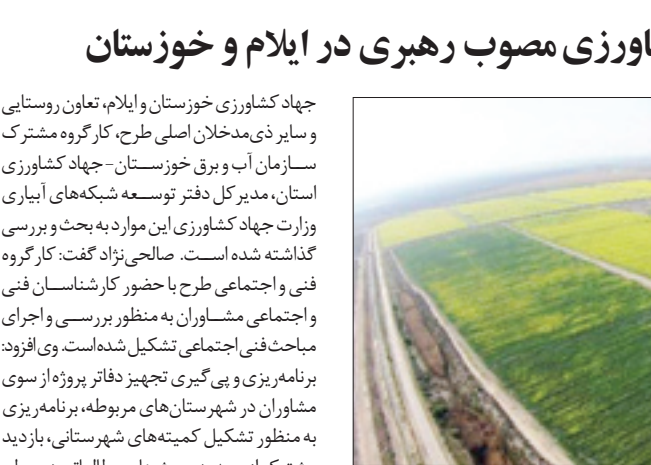 اورزی مصوب رهبری در ایلام و خوزستان
جهاد کشاورزی خوزستان و ایلام، تعاون روستایی
و سایر ذی‌مدخلان اصلی طرح، کارگروه مشترک
سازمان آب و برق خوزستان- جهاد کشاورزی
استان، مدیر کل دفتر توسعه شبکه‌های آبیاری
وزارت جهاد کشاورزی این موارد به بحث و بررسی
گذاشته شده است. صالحی‌نژاد گفت: کارگروه
فنی و اجتماعی طرح با حضور کارشناسان فنی
و اجتماعی مشاوران به منظور بررسی و اجرای
مباحث فنی اجتماعی تشکیل شده‌است. وی افزود:
برنامه‌ریزی و پی‌گیری تجهیز دفاتر پروژه از سوی
مشاوران در شهرستان‌های مربوطه، برنامه‌ریزی
به منظور تشکیل کمیته‌های شهرستانی، بازدید